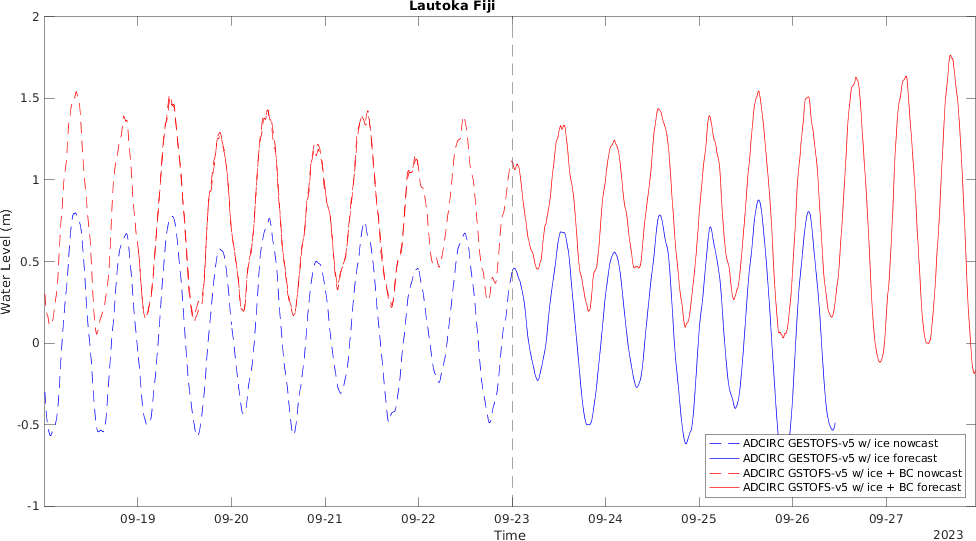 Lautoka Fiji
2
1.5
1
0.5
0
-0.5
-1
Water Level (m)
ADCIRC GESTOFS-v5 w/ ice nowcast
ADCIRC GESTOFS-v5 w/ ice forecast
ADCIRC GSTOFS-v5 w/ ice + BC nowcast
ADCIRC GSTOFS-v5 w/ ice + BC forecast
09-19 09-20 09-21 09-22 09-23 09-24 09-25 09-26 09-27
Time
2023